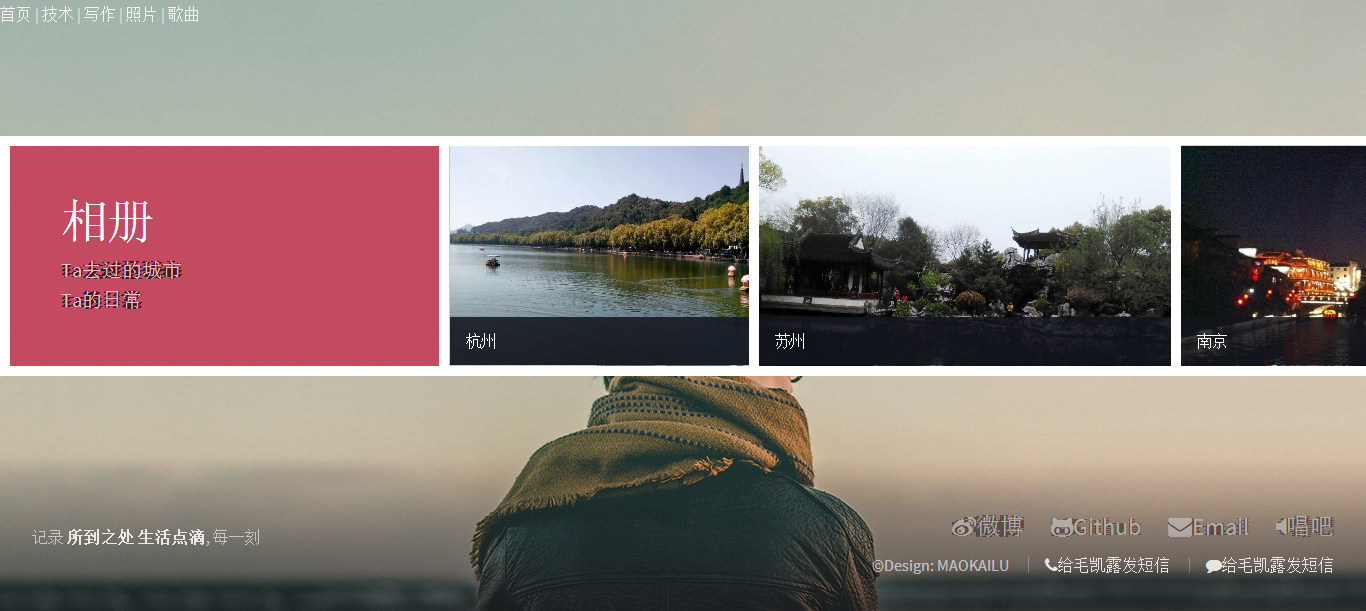 首页 | 技术 | 写作 | 照片 | 歌曲
相册
Ta去过的城市
Ta的日常
杭州
苏州
南京
记录 所到之处 生活点滴, 每一刻
微博 Github Email 唱吧
©Design: MAOKAILU | 给毛凯露发短信 | 给毛凯露发短信